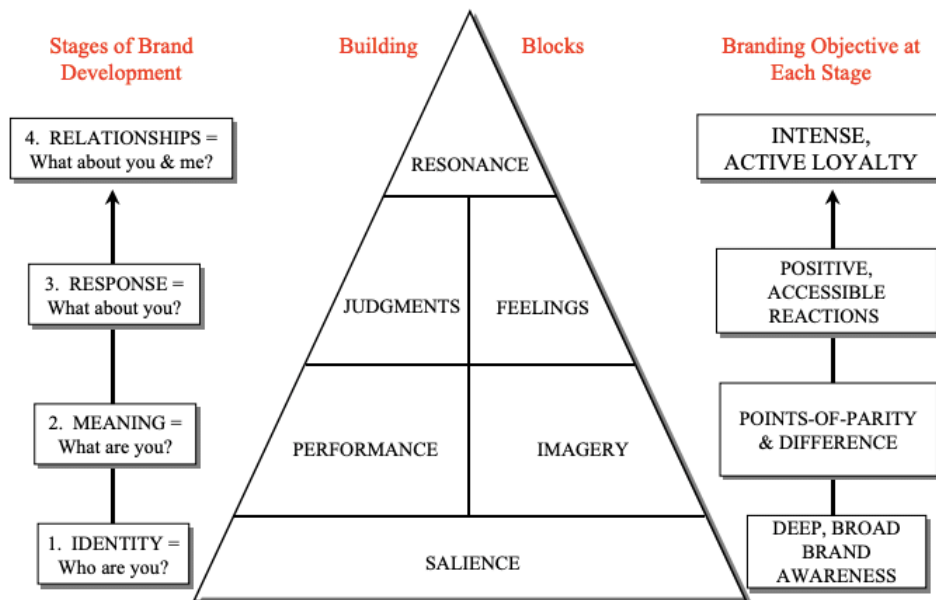 Stages of Brand
Development
Building Blocks
Branding Objective at
Each Stage
4. RELATIONSHIPS =
What about you & me?
RESONANCE
INTENSE,
ACTIVE LOYALTY
3. RESPONSE =
What about you?
JUDGMENTS
FEELINGS
POSITIVE,
ACCESSIBLE
REACTIONS
2. MEANING =
What are you?
PERFORMANCE
IMAGERY
POINTS-OF-PARITY
& DIFFERENCE
1. IDENTITY =
Who are you?
SALIENCE
DEEP, BROAD
BRAND
AWARENESS